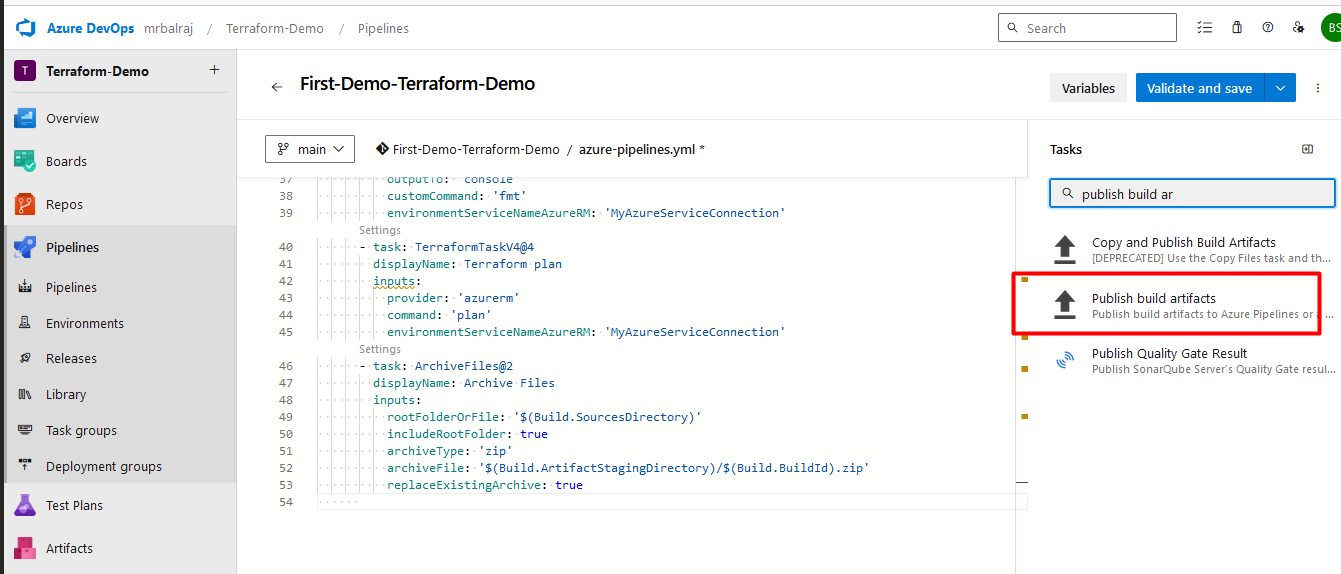 Azure DevOps mrbalraj / Terraform-Demo / Pipelines Search BS
T Terraform-Demo +
Overview
Boards
Repos
Pipelines
Pipelines
Environments
Releases
Library
Task groups
Deployment groups
Test Plans
Artifacts
← First-Demo-Terraform-Demo Variables Validate and save
main First-Demo-Terraform-Demo / azure-pipelines.yml *
37 outputTo: 'console'
38 customCommand: 'fmt'
39 environmentServiceNameAzureRM: 'MyAzureServiceConnection'
Settings
40 - task: TerraformTaskV4@4
41 displayName: Terraform plan
42 inputs:
43 provider: 'azurerm'
44 command: 'plan'
45 environmentServiceNameAzureRM: 'MyAzureServiceConnection'
Settings
46 - task: ArchiveFiles@2
47 displayName: Archive Files
48 inputs:
49 rootFolderOrFile: '$(Build.SourcesDirectory)'
50 includeRootFolder: true
51 archiveType: 'zip'
52 archiveFile: '$(Build.ArtifactStagingDirectory)/$(Build.BuildId).zip'
53 replaceExistingArchive: true
54
Tasks
publish build ar
Copy and Publish Build Artifacts
[DEPRECATED] Use the Copy Files task and th...
Publish build artifacts
Publish build artifacts to Azure Pipelines or a ...
Publish Quality Gate Result
Publish SonarQube Server's Quality Gate resul...